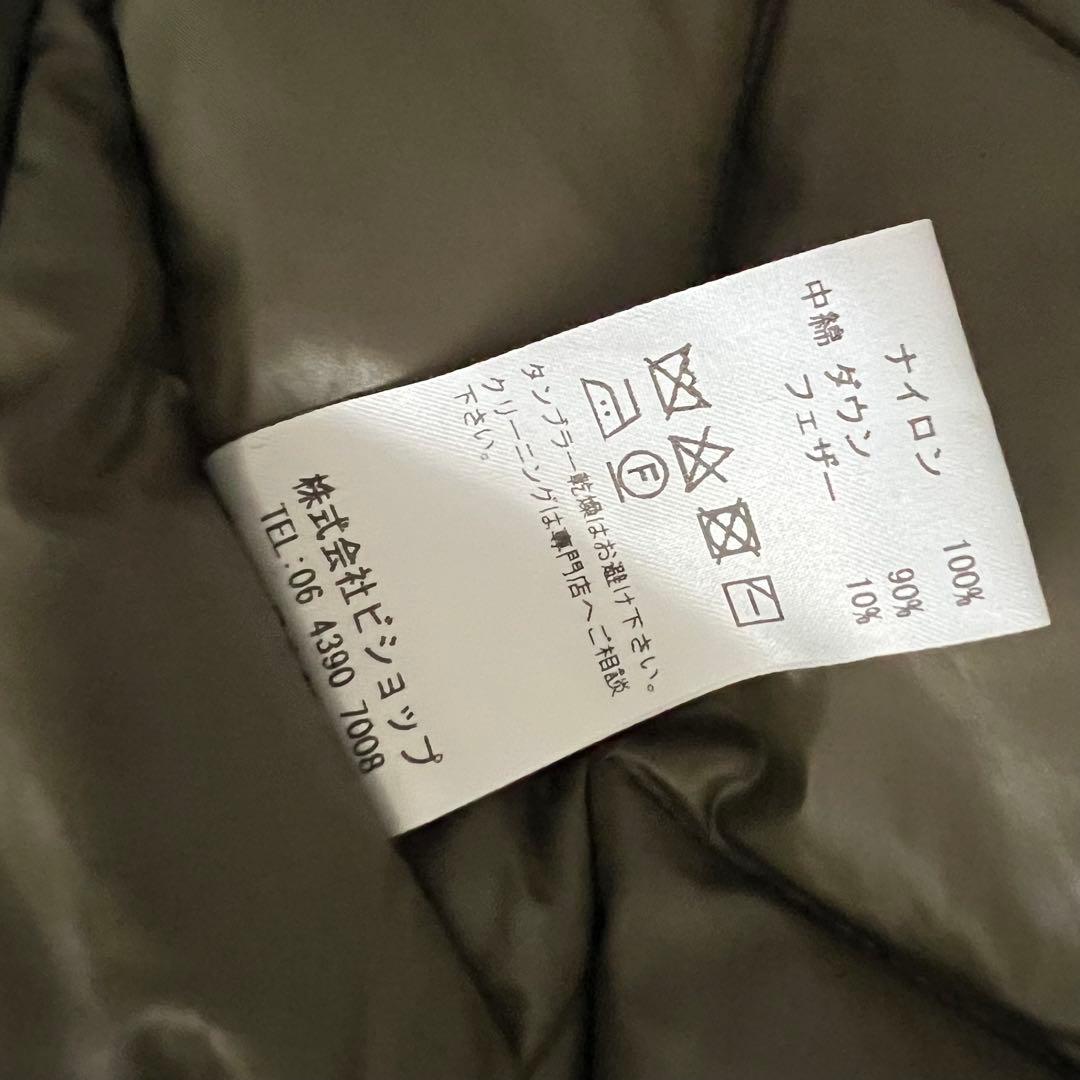 ナイロン 100%
中綿 ダウン 90%
フェザー 10%
F
タンブラー乾燥はお避け下さい。
クリーニングは専門店へご相談
下さい。
株式会社ビショップ
TEL:06 4390 7008